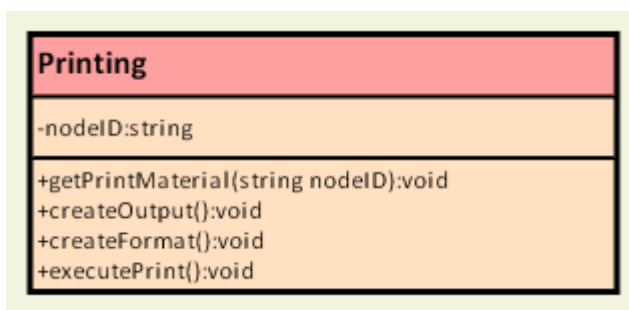 Printing
-nodeID:string
+getPrintMaterial(string nodeID):void
+createOutput():void
+createFormat():void
+executePrint():void